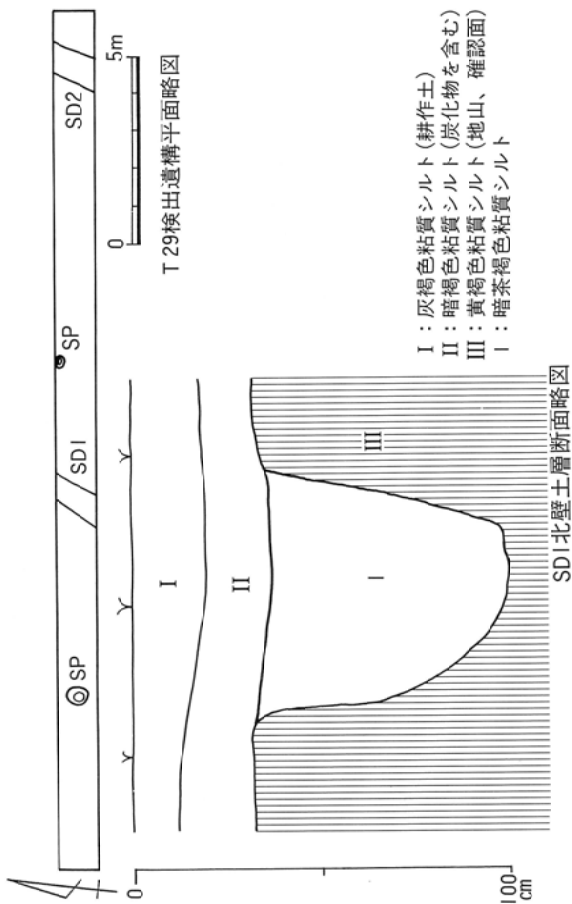 SP
SD1
SP
SD2
0
5m
T29検出遺構平面略図
I
II
III
I
0
100
cm
I：灰褐色粘質シルト(耕作土)
II：暗褐色粘質シルト(炭化物を含む)
III：黄褐色粘質シルト(地山、確認面)
I：暗茶褐色粘質シルト
SD1北壁土層断面略図